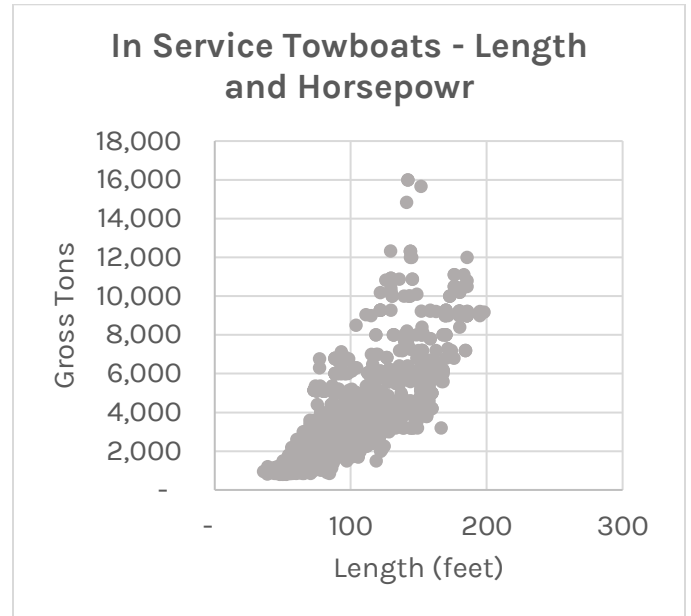 In Service Towboats - Length
and Horsepowr
18,000
16,000
14,000
12,000
10,000
8,000
6,000
4,000
2,000
-
Gross Tons
- 100 200 300
Length (feet)